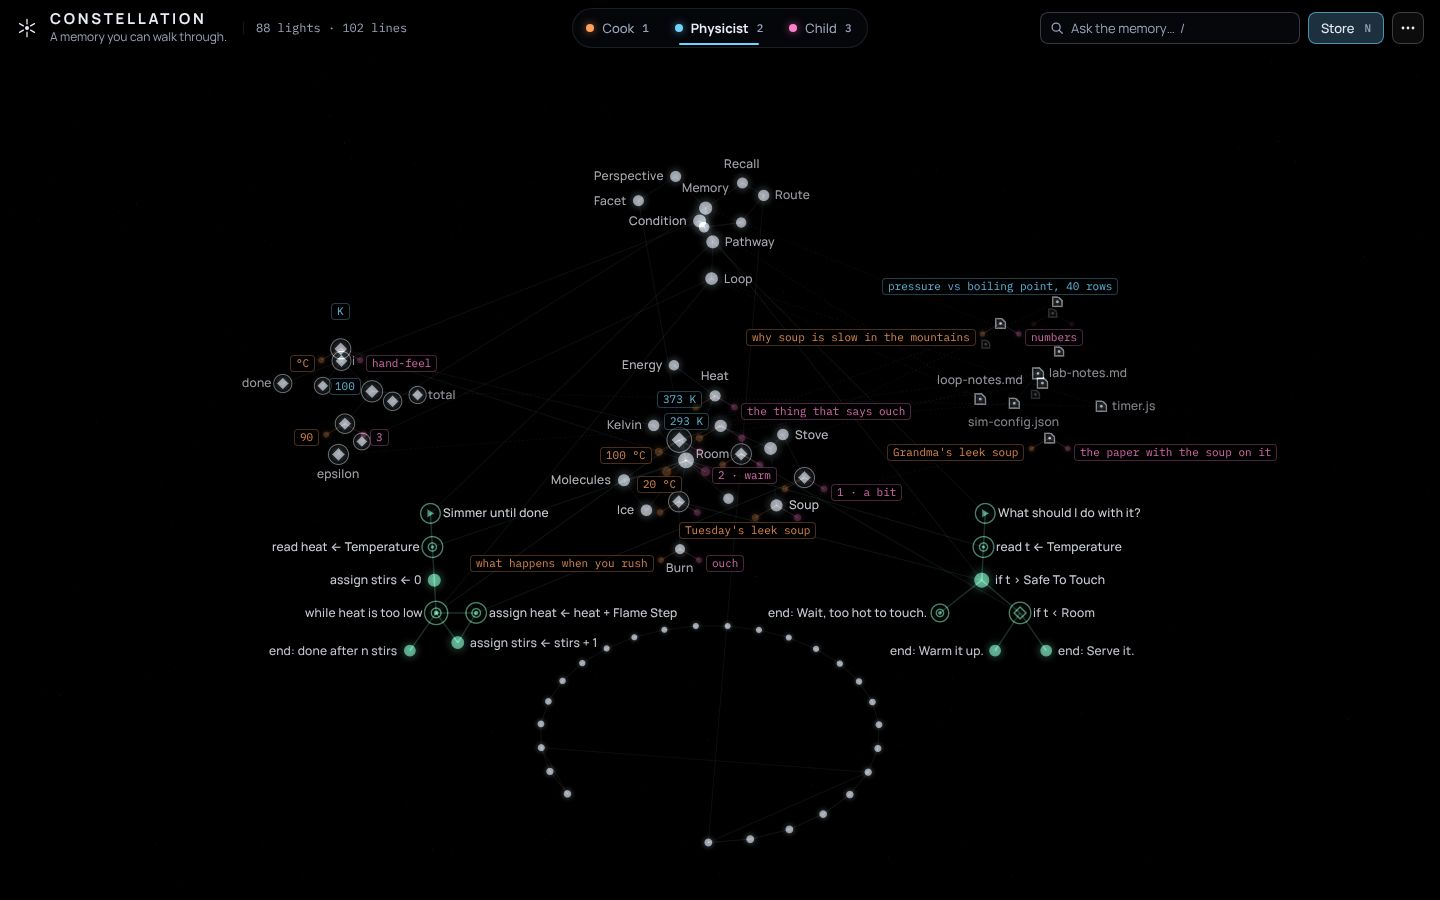 CONSTELLATION
A memory you can walk through.
88 lights · 102 lines
Cook 1
Physicist 2
Child 3
Ask the memory... /
Store N
Recall
Perspective
Memory
Facet
Route
Condition
Pathway
Loop
pressure vs boiling point, 40 rows
K
why soup is slow in the mountains
numbers
°C
hand-feel
Energy
Heat
loop-notes.md
lab-notes.md
done
100
total
373 K
the thing that says ouch
timer.js
293 K
Kelvin
sim-config.json
90
3
Stove
100 °C
Room
Grandma's leek soup
the paper with the soup on it
epsilon
Molecules
20 °C
2 · warm
1 · a bit
Ice
Soup
Simmer until done
What should I do with it?
Tuesday's leek soup
read heat ← Temperature
read t ← Temperature
what happens when you rush
Burn
ouch
assign stirs ← 0
if t > Safe To Touch
while heat is too low
assign heat ← heat + Flame Step
end: Wait, too hot to touch.
if t < Room
end: done after n stirs
assign stirs ← stirs + 1
end: Warm it up.
end: Serve it.